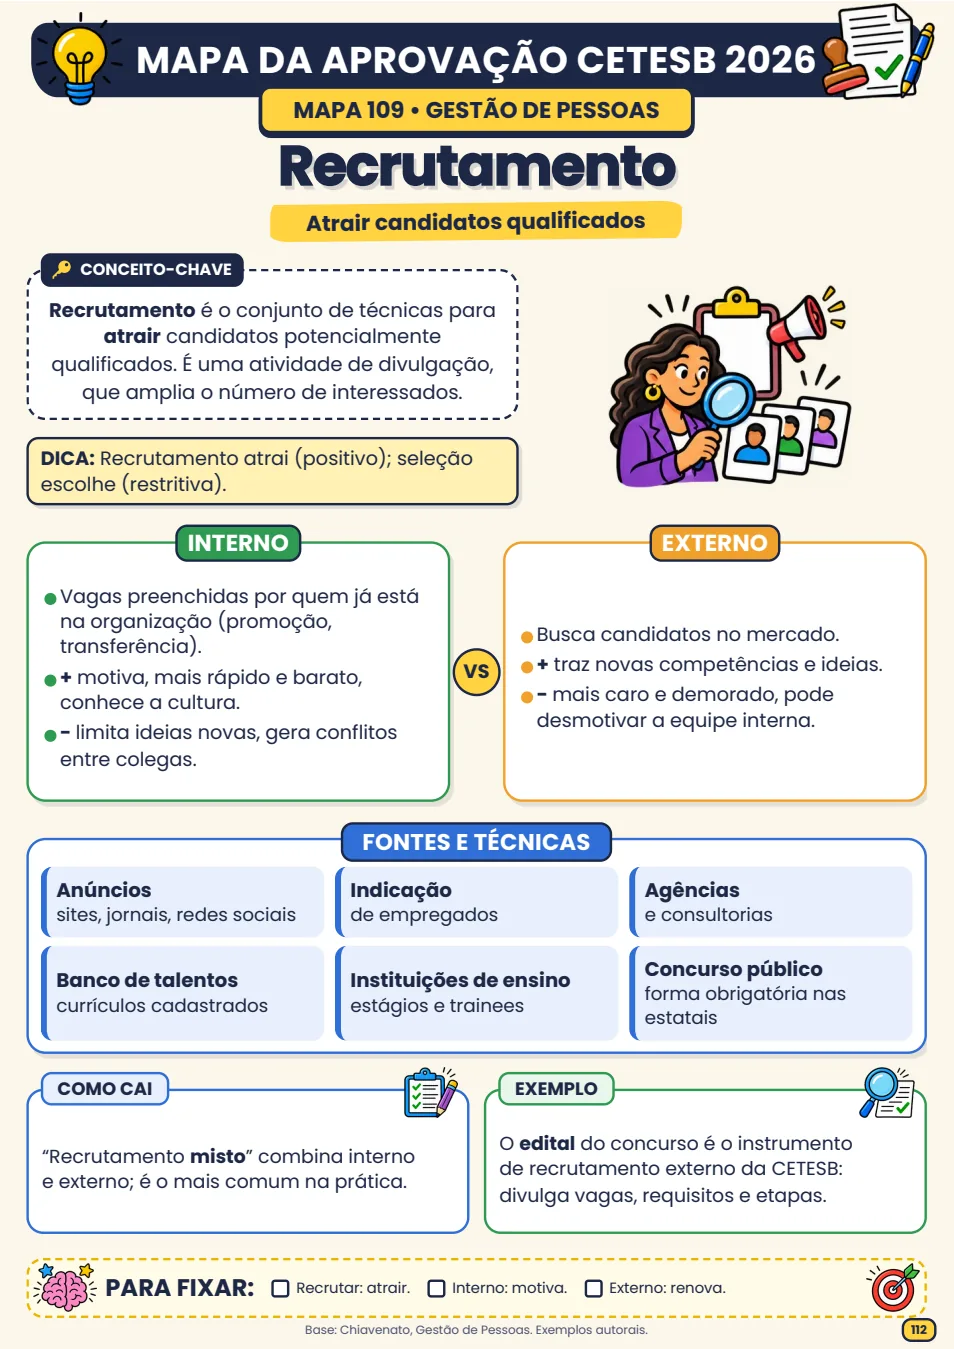 MAPA DA APROVAÇÃO CETESB 2026
MAPA 109 • GESTÃO DE PESSOAS
Recrutamento
Atrair candidatos qualificados
CONCEITO-CHAVE
Recrutamento é o conjunto de técnicas para
atrair candidatos potencialmente
qualificados. É uma atividade de divulgação,
que amplia o número de interessados.
DICA: Recrutamento atrai (positivo); seleção
escolhe (restritiva).
INTERNO
Vagas preenchidas por quem já está
na organização (promoção,
transferência).
+ motiva, mais rápido e barato,
conhece a cultura.
– limita ideias novas, gera conflitos
entre colegas.
VS
EXTERNO
Busca candidatos no mercado.
+ traz novas competências e ideias.
– mais caro e demorado, pode
desmotivar a equipe interna.
FONTES E TÉCNICAS
Anúncios
sites, jornais, redes sociais
Indicação
de empregados
Agências
e consultorias
Banco de talentos
currículos cadastrados
Instituições de ensino
estágios e trainees
Concurso público
forma obrigatória nas
estatais
COMO CAI
“Recrutamento misto” combina interno
e externo; é o mais comum na prática.
EXEMPLO
O edital do concurso é o instrumento
de recrutamento externo da CETESB:
divulga vagas, requisitos e etapas.
PARA FIXAR:
Recrutar: atrair.
Interno: motiva.
Externo: renova.
Base: Chiavenato, Gestão de Pessoas. Exemplos autorais.
112